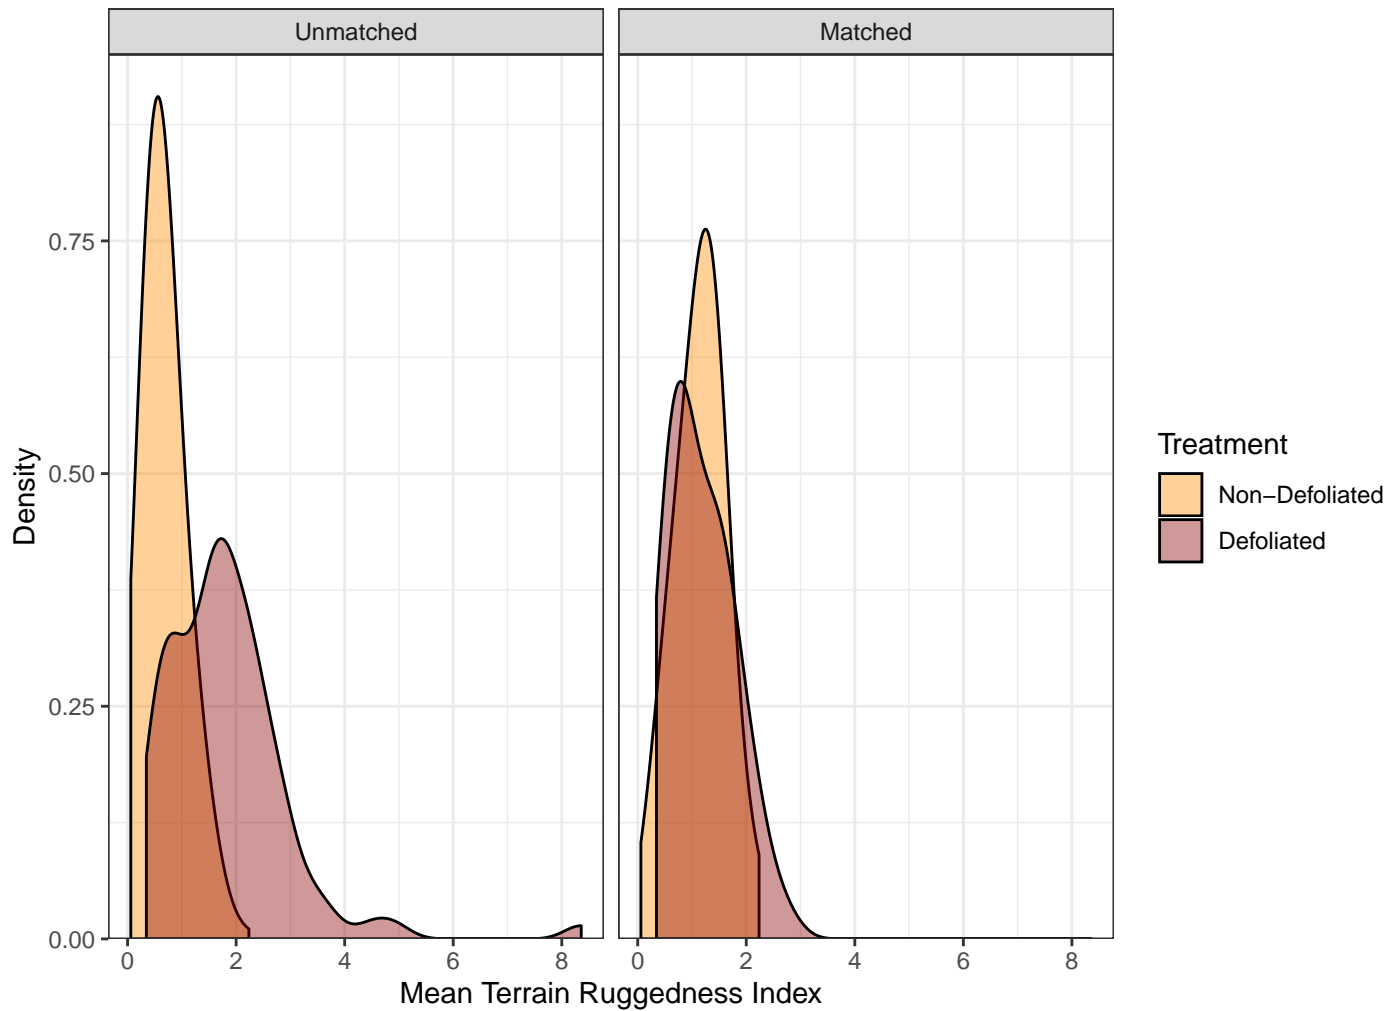 Unmatched
Matched
0.75
0.50
0.25
0.00
0 2 4 6 8
0 2 4 6 8
Mean Terrain Ruggedness Index
Density
Treatment
Non−Defoliated
Defoliated